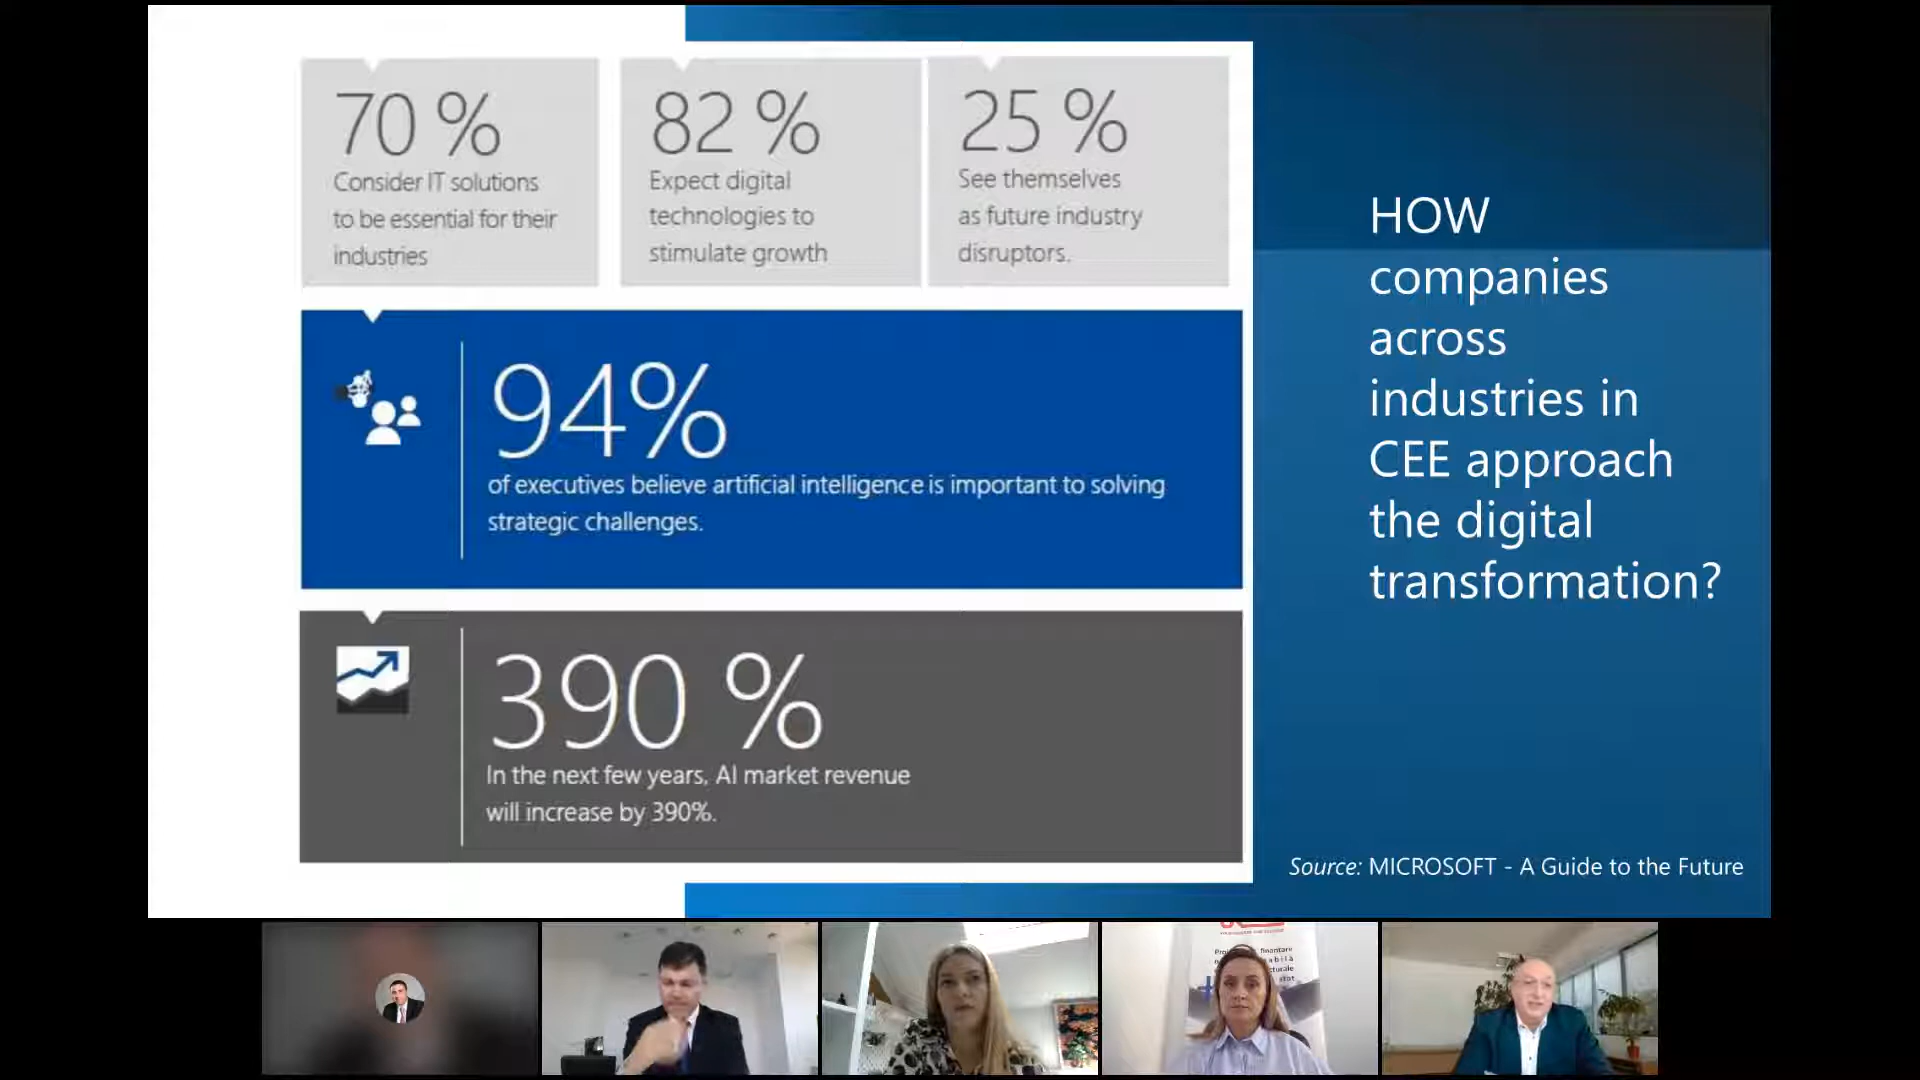 70 %
Consider IT solutions
to be essential for their
industries
82 %
Expect digital
technologies to
stimulate growth
25 %
See themselves
as future industry
disruptors.
94%
of executives believe artificial intelligence is important to solving
strategic challenges.
390 %
In the next few years, AI market revenue
will increase by 390%.
HOW
companies
across
industries in
CEE approach
the digital
transformation?
Source: MICROSOFT - A Guide to the Future
finantare